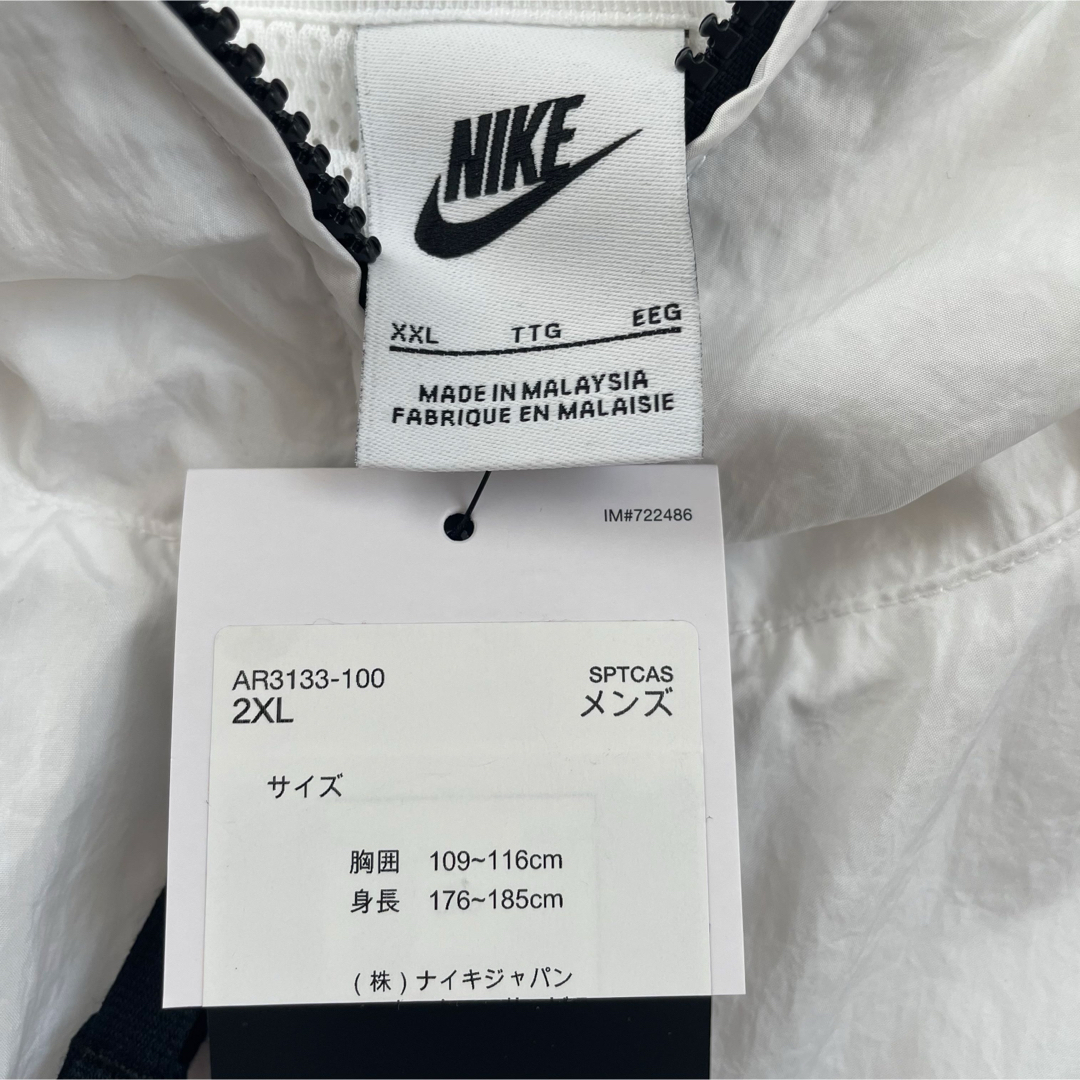 NIKE
XXL TTG EEG
MADE IN MALAYSIA
FABRIQUE EN MALAISIE
IM#722486
AR3133-100 SPTCAS
2XL メンズ
サイズ
胸囲 109~116cm
身長 176~185cm
(株)ナイキジャパン